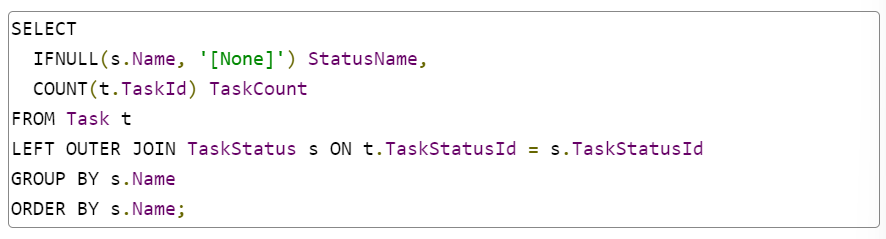 SELECT
  IFNULL(s.Name, '[None]') StatusName,
  COUNT(t.TaskId) TaskCount
FROM Task t
LEFT OUTER JOIN TaskStatus s ON t.TaskStatusId = s.TaskStatusId
GROUP BY s.Name
ORDER BY s.Name;